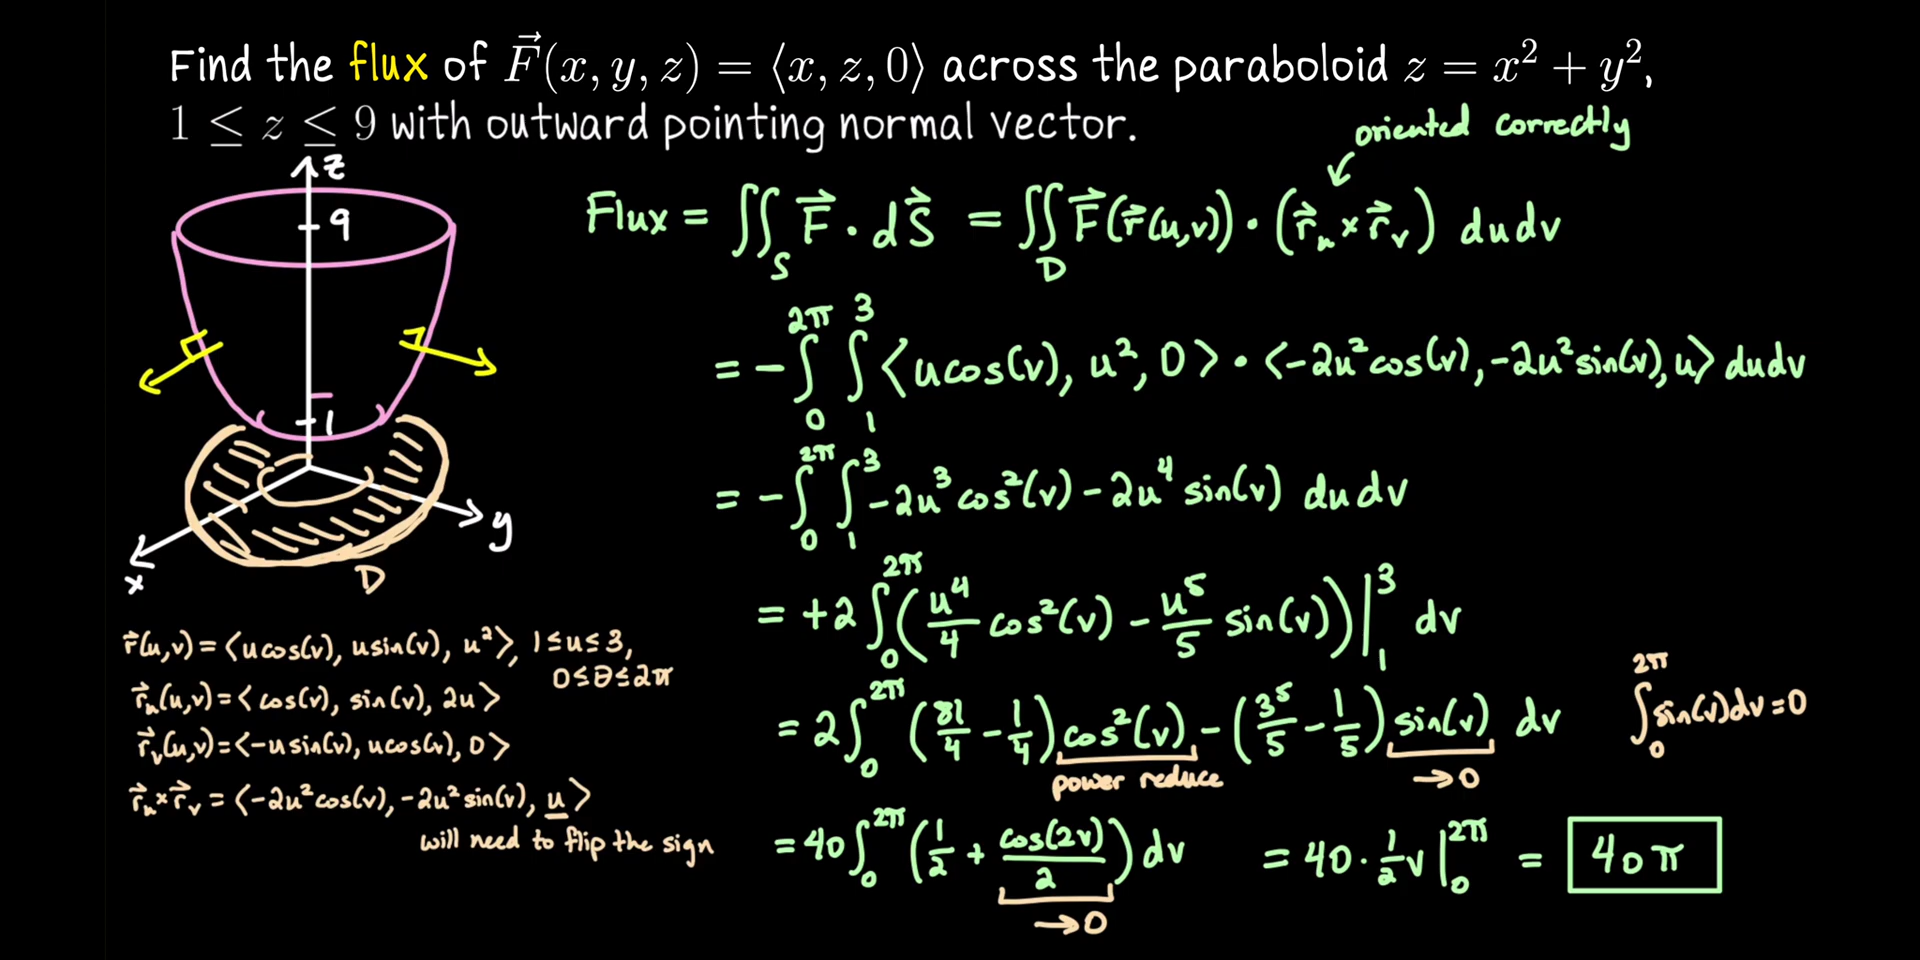 Find the flux of F⃗(x, y, z) = ⟨x, z, 0⟩ across the paraboloid z = x² + y²,
1 ≤ z ≤ 9 with outward pointing normal vector.
oriented correctly
z
9
1
y
x
D
Flux = ∬_S F⃗ · dS⃗ = ∬_D F⃗(r⃗(u,v)) · (r⃗_u × r⃗_v) du dv
= - ∫_0^{2π} ∫_1^3 ⟨u cos(v), u², 0⟩ · ⟨-2u² cos(v), -2u² sin(v), u⟩ du dv
= - ∫_0^{2π} ∫_1^3 -2u³ cos²(v) - 2u⁴ sin(v) du dv
= +2 ∫_0^{2π} (u⁴/4 cos²(v) - u⁵/5 sin(v)) |_1^3 dv
= 2 ∫_0^{2π} (81/4 - 1/4) cos²(v) - (3⁵/5 - 1/5) sin(v) dv
power reduce
→0
∫_0^{2π} sin(v) dv = 0
= 40 ∫_0^{2π} (1/2 + cos(2v)/2) dv = 40 · 1/2 v |_0^{2π} = 40π
→0
r⃗(u,v) = ⟨u cos(v), u sin(v), u²⟩, 1 ≤ u ≤ 3,
0 ≤ θ ≤ 2π
r⃗_u(u,v) = ⟨cos(v), sin(v), 2u⟩
r⃗_v(u,v) = ⟨-u sin(v), u cos(v), 0⟩
r⃗_u × r⃗_v = ⟨-2u² cos(v), -2u² sin(v), u⟩
will need to flip the sign